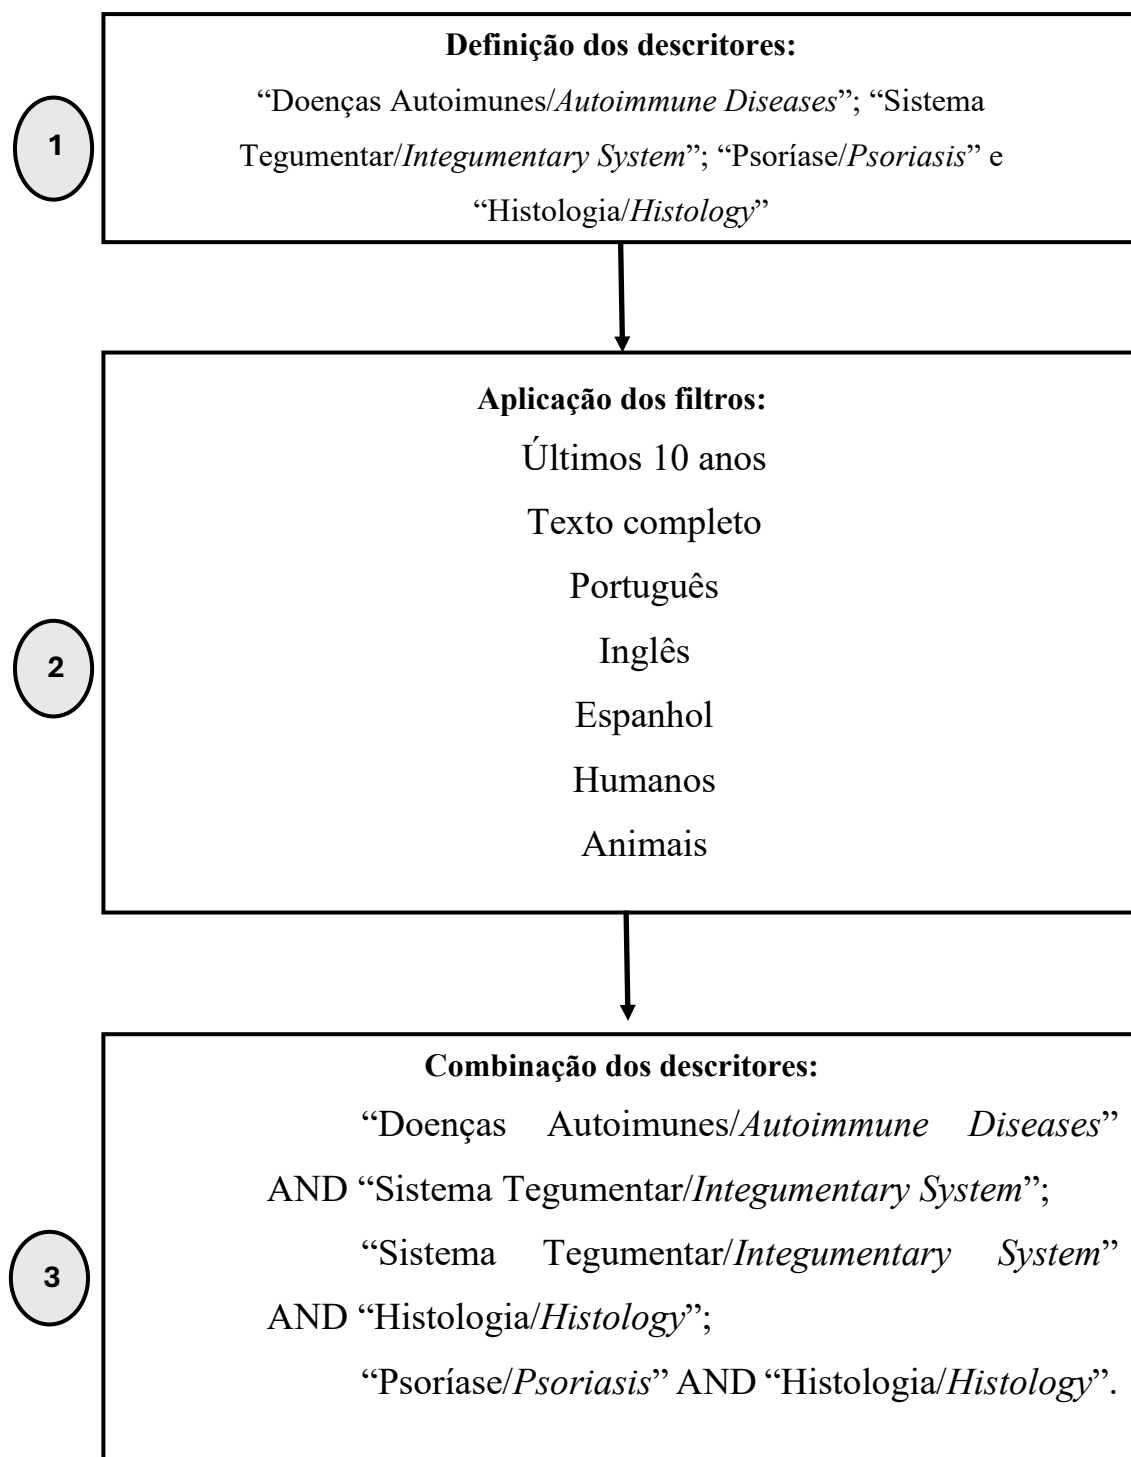 Definição dos descritores:
“Doenças Autoimunes/Autoimmune Diseases”; “Sistema
1
Tegumentar/Integumentary System”; “Psoríase/Psoriasis” e
“Histologia/Histology”
Aplicação dos filtros:
Últimos 10 anos
Texto completo
Português
Inglês
2
Espanhol
Humanos
Animais
Combinação dos descritores:
“Doenças Autoimunes/Autoimmune Diseases”
AND “Sistema Tegumentar/Integumentary System”;
“Sistema Tegumentar/Integumentary System”
3
AND “Histologia/Histology”;
“Psoríase/Psoriasis” AND “Histologia/Histology”.